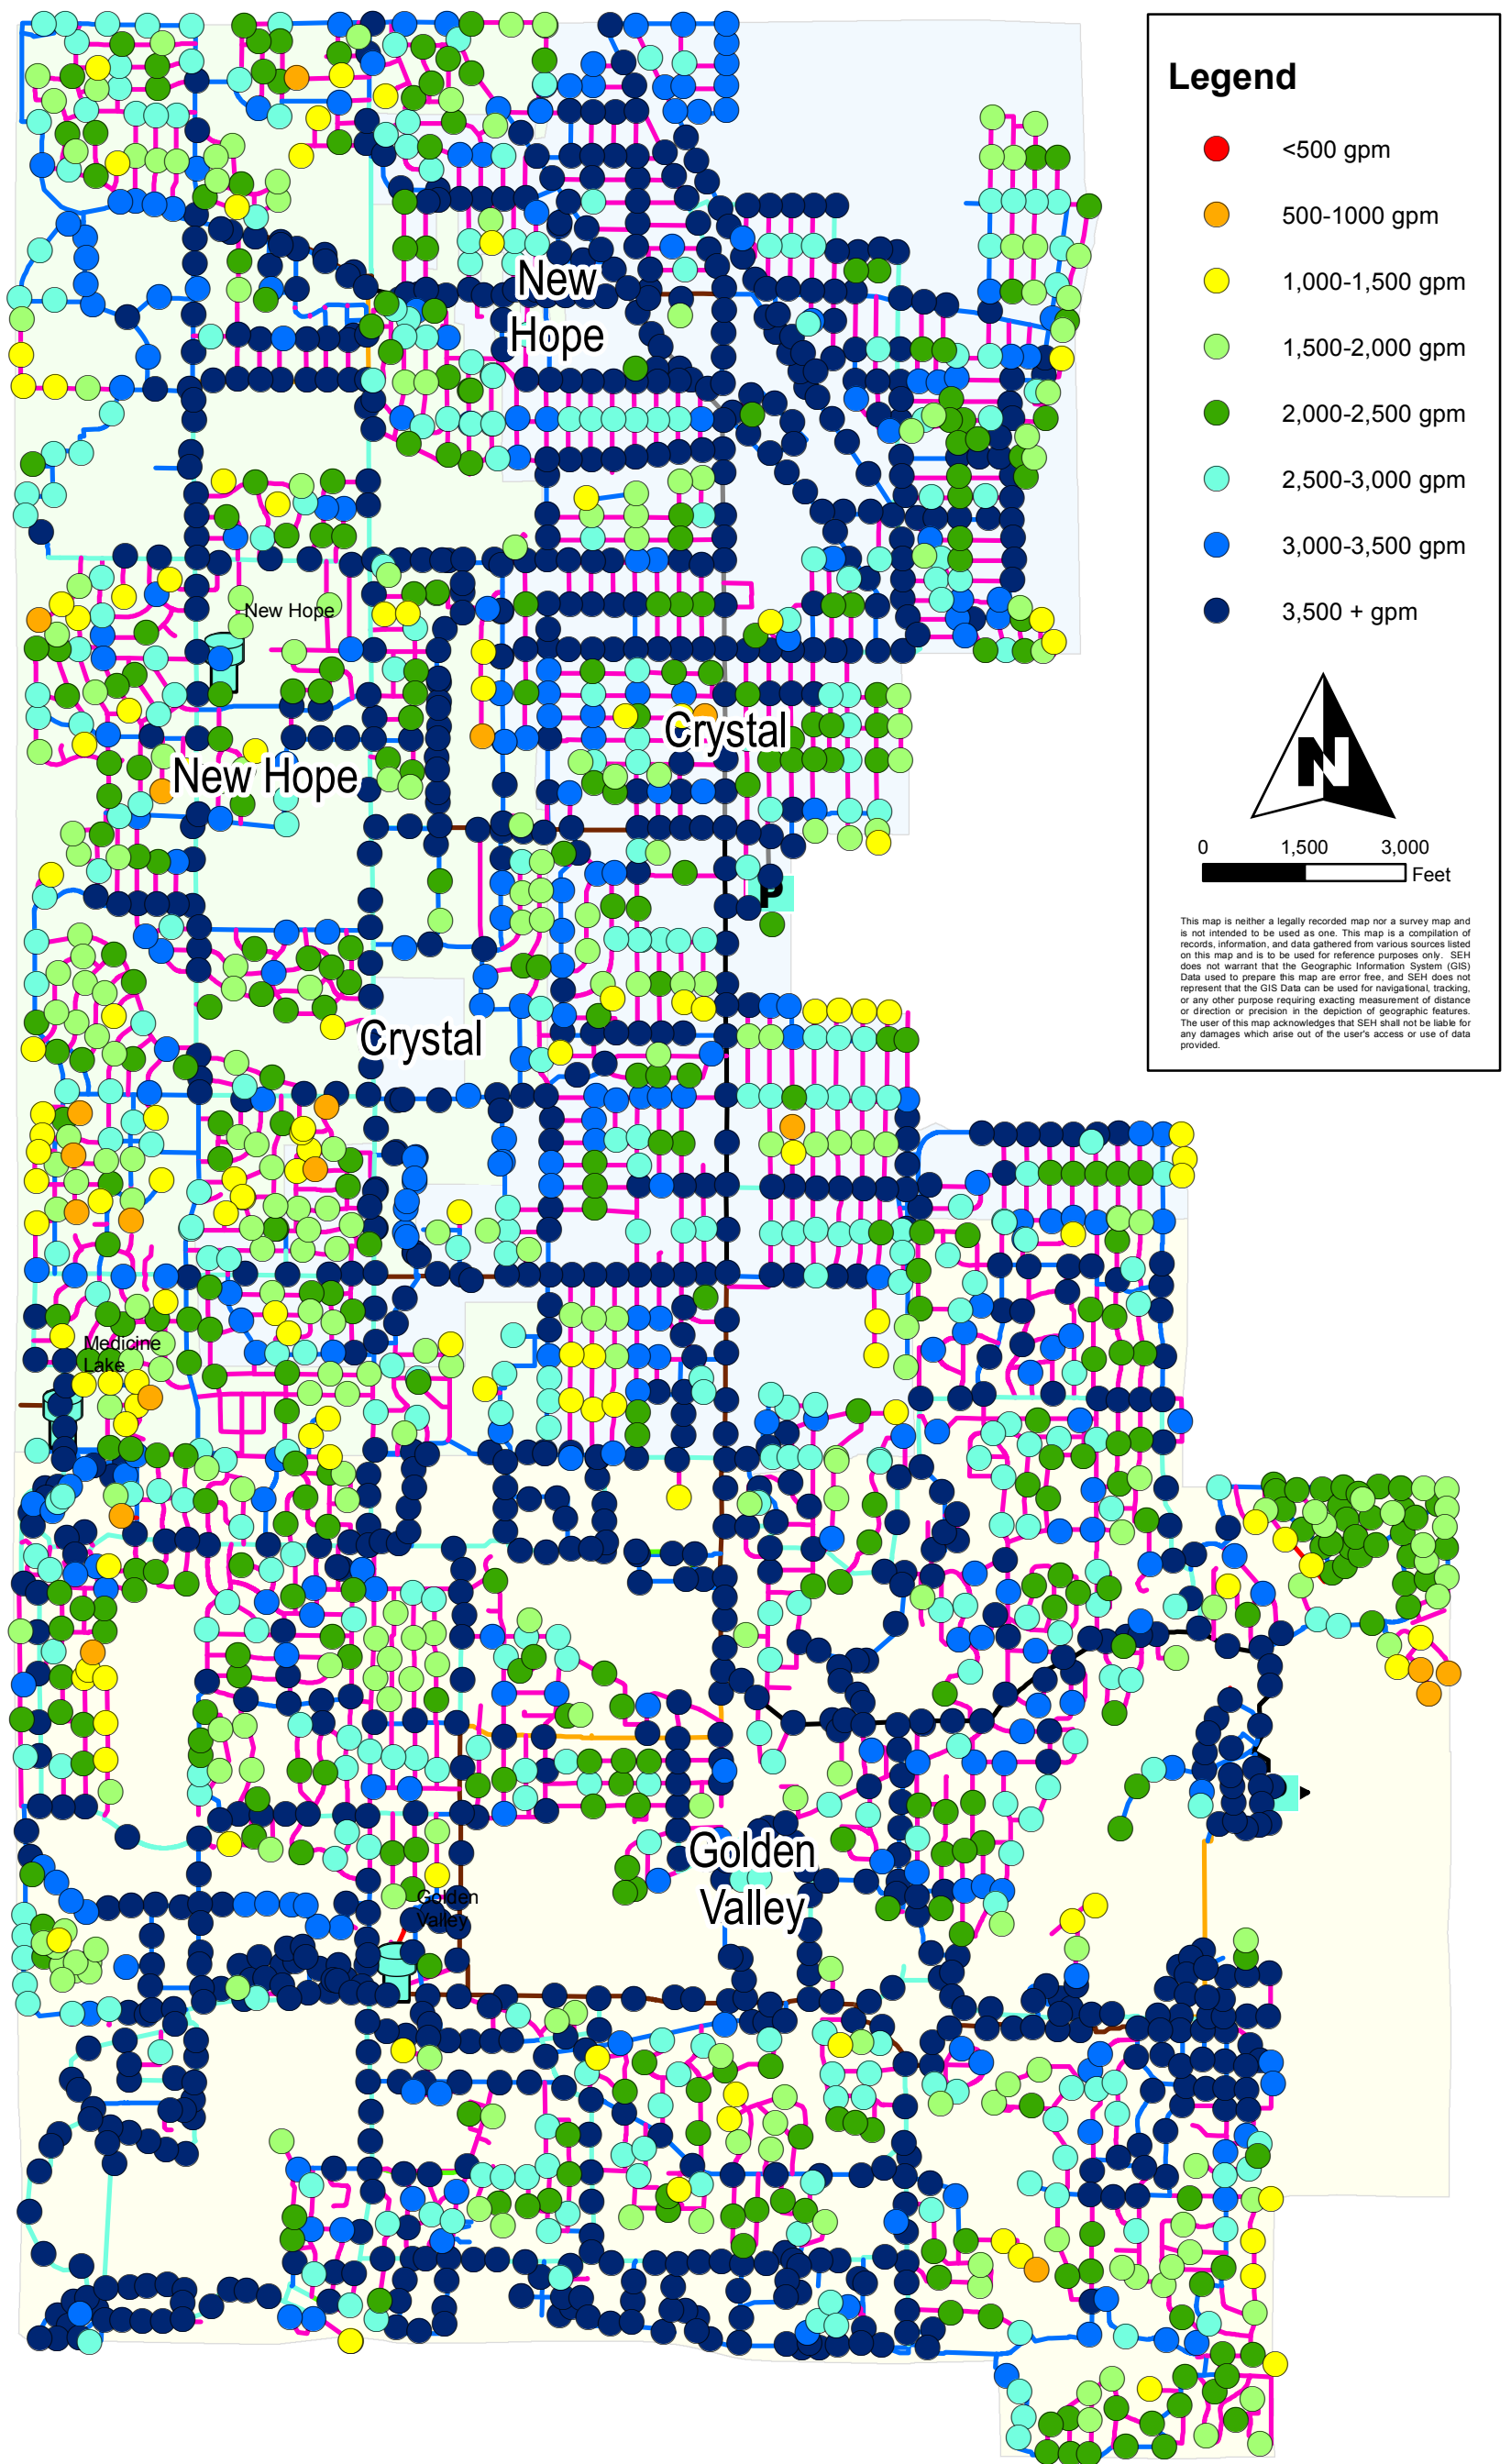 Legend
<500 gpm
500-1000 gpm
1,000-1,500 gpm
1,500-2,000 gpm
2,000-2,500 gpm
2,500-3,000 gpm
3,000-3,500 gpm
3,500 + gpm
N
0 1,500 3,000
Feet
This map is neither a legally recorded map nor a survey map and
is not intended to be used as one. This map is a compilation of
records, information, and data gathered from various sources listed
on this map and is to be used for reference purposes only. SEH
does not warrant that the Geographic Information System (GIS)
Data used to prepare this map are error free, and SEH does not
represent that the GIS Data can be used for navigational, tracking,
or any other purpose requiring exacting measurement of distance
or direction or precision in the depiction of geographic features.
The user of this map acknowledges that SEH shall not be liable for
any damages which arise out of the user's access or use of data
provided.
New
Hope
New Hope
Crystal
New Hope
P
Crystal
Medicine
Lake
Golden
Valley
Golden
Valley